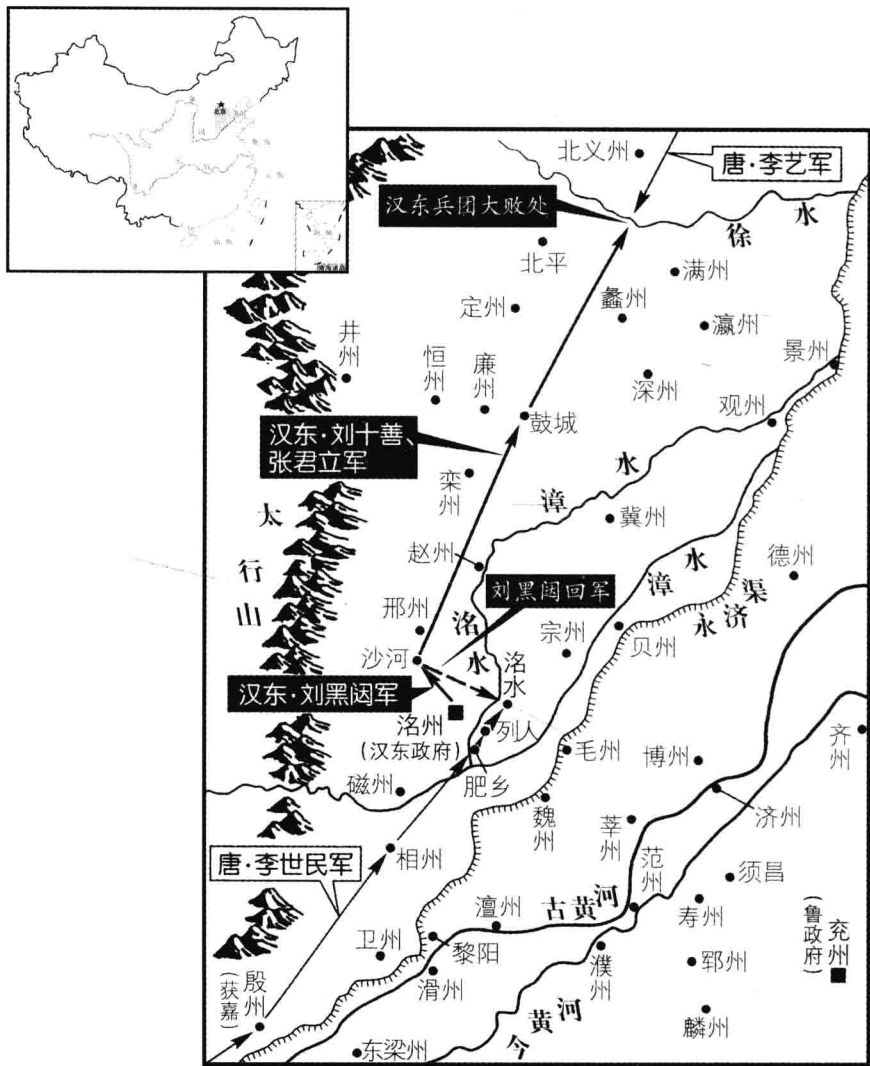 北京
南海诸岛
北义州
唐·李艺军
汉东兵团大败处
徐水
北平
满州
定州
蠡州
瀛州
井州
恒州
廉州
深州
景州
观州
鼓城
汉东·刘十善、
张君立军
栾州
漳水
冀州
太行山
赵州
漳水
德州
刘黑闼回军
永济渠
邢州
洺水
宗州
贝州
沙河
洺水
汉东·刘黑闼军
洺州
(汉东政府)
列人
毛州
博州
齐州
磁州
肥乡
魏州
莘州
济州
相州
范州
须昌
唐·李世民军
古黄河
澶州
寿州
兖州
(鲁政府)
卫州
黎阳
濮州
郓州
殷州
(获嘉)
滑州
今黄河
麟州
东梁州